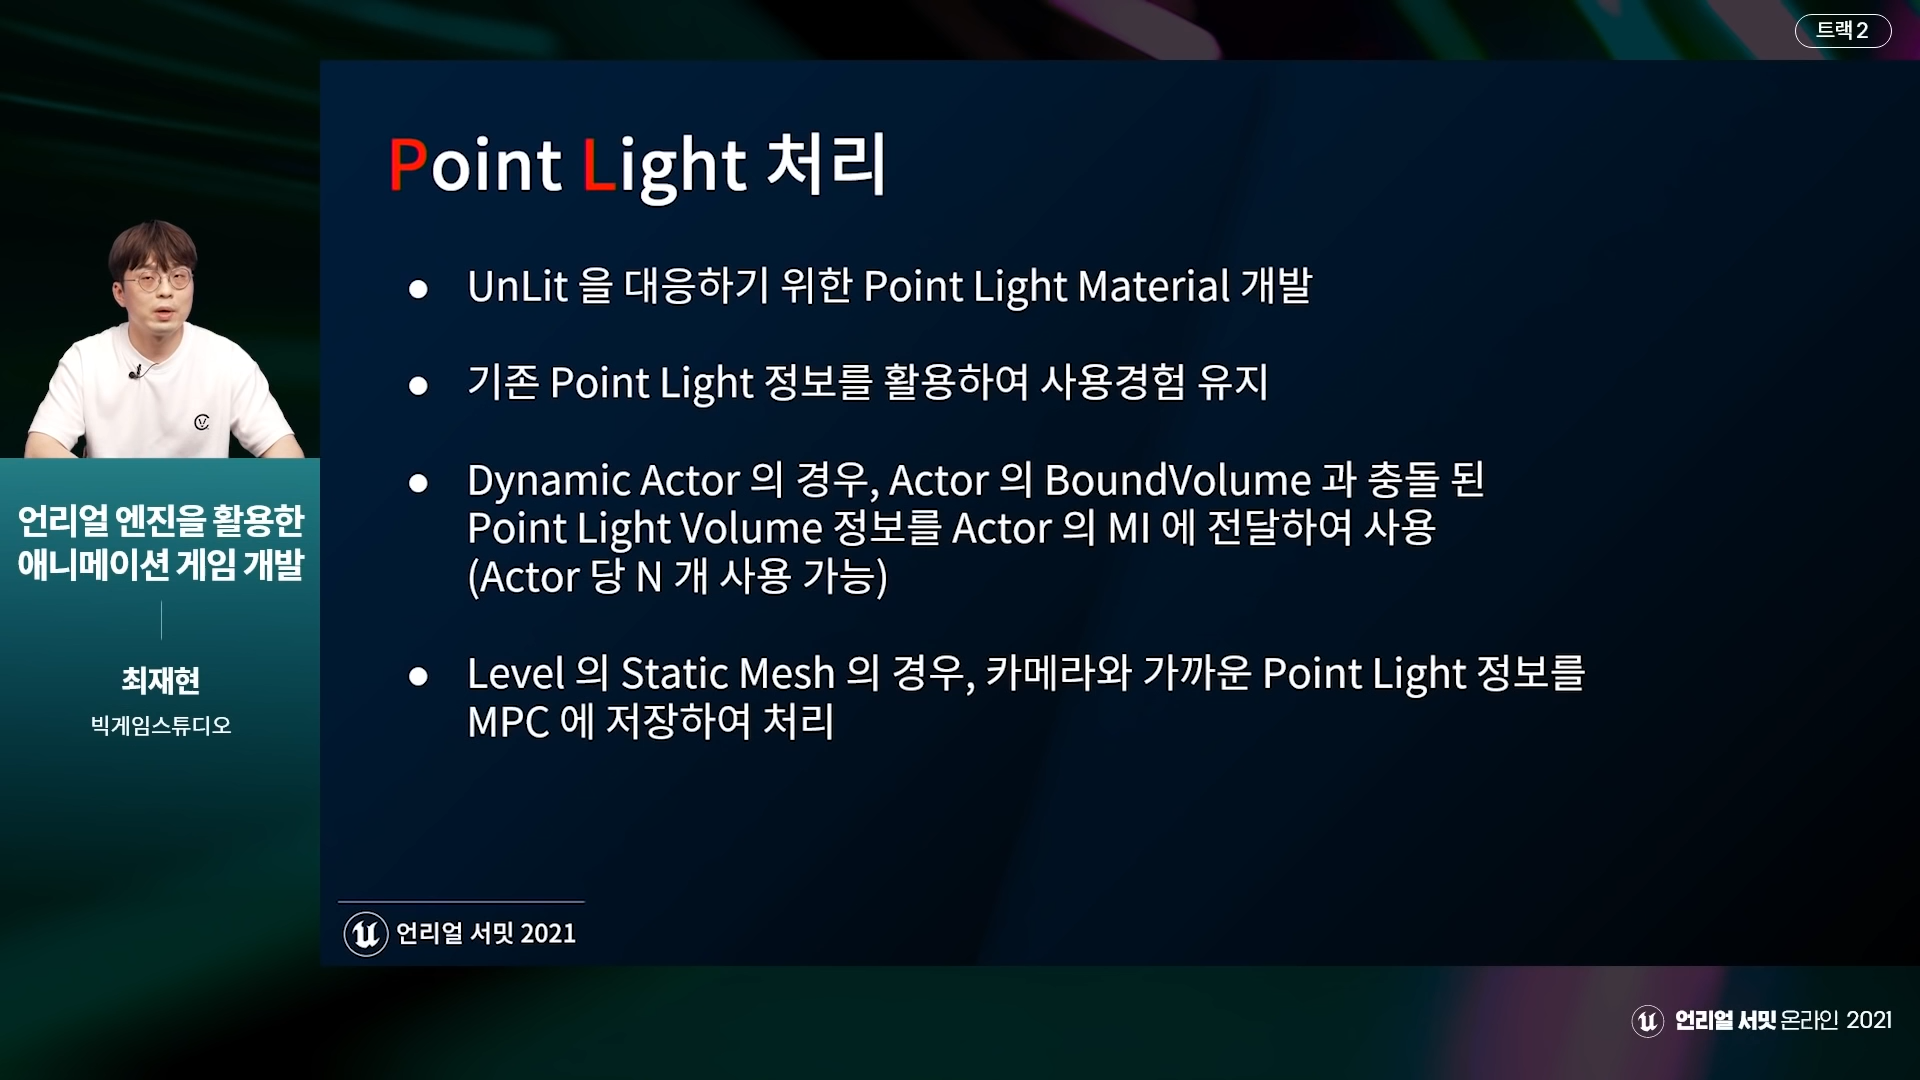 트랙2
Point Light 처리
● UnLit 을 대응하기 위한 Point Light Material 개발
● 기존 Point Light 정보를 활용하여 사용경험 유지
● Dynamic Actor 의 경우, Actor 의 BoundVolume 과 충돌 된
Point Light Volume 정보를 Actor 의 MI 에 전달하여 사용
(Actor 당 N 개 사용 가능)
● Level 의 Static Mesh 의 경우, 카메라와 가까운 Point Light 정보를
MPC 에 저장하여 처리
언리얼 서밋 2021
언리얼 엔진을 활용한
애니메이션 게임 개발
최재현
빅게임스튜디오
언리얼 서밋 온라인 2021